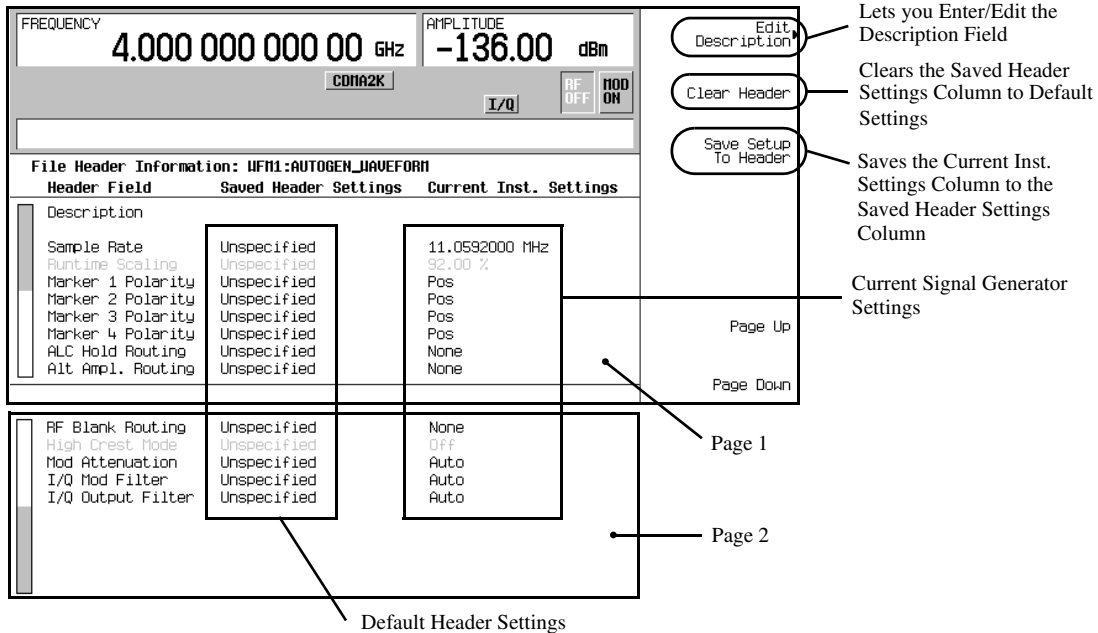 FREQUENCY
4.000 000 000 00 GHz
AMPLITUDE
-136.00 dBm
CDMA2K
I/Q
RF OFF
MOD ON
File Header Information: WFM1:AUTOGEN_WAVEFORM
Header Field Saved Header Settings Current Inst. Settings
Description
Sample Rate Unspecified 11.0592000 MHz
Runtime Scaling Unspecified 92.00 %
Marker 1 Polarity Unspecified Pos
Marker 2 Polarity Unspecified Pos
Marker 3 Polarity Unspecified Pos
Marker 4 Polarity Unspecified Pos
ALC Hold Routing Unspecified None
Alt Ampl. Routing Unspecified None
RF Blank Routing Unspecified None
High Crest Mode Unspecified Off
Mod Attenuation Unspecified Auto
I/Q Mod Filter Unspecified Auto
I/Q Output Filter Unspecified Auto
Edit
Description
Clear Header
Save Setup
To Header
Page Up
Page Down
Lets you Enter/Edit the
Description Field
Clears the Saved Header
Settings Column to Default
Settings
Saves the Current Inst.
Settings Column to the
Saved Header Settings
Column
Current Signal Generator
Settings
Page 1
Page 2
Default Header Settings